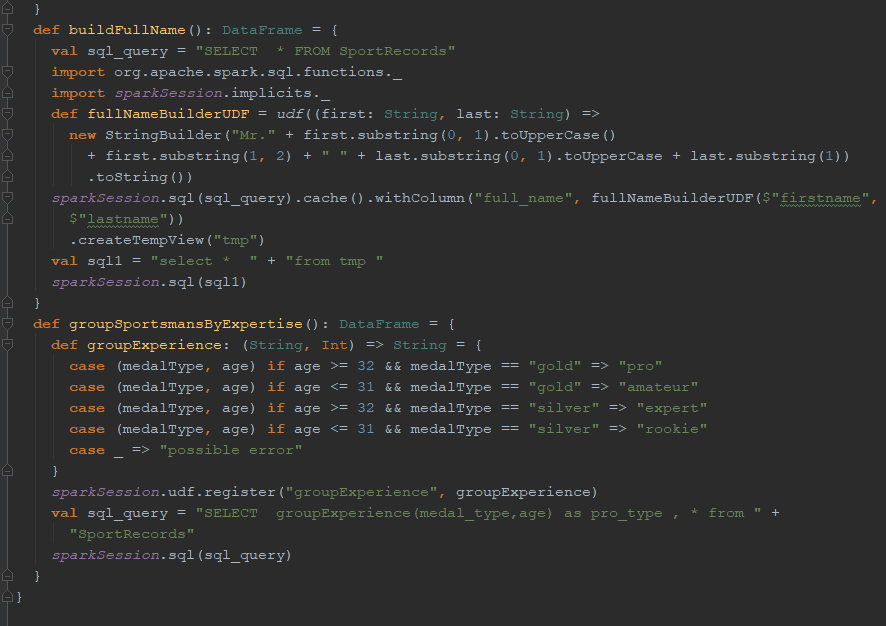 }
def buildFullName(): DataFrame = {
val sql_query = "SELECT  * FROM SportRecords"
import org.apache.spark.sql.functions._
import sparkSession.implicits._
def fullNameBuilderUDF = udf((first: String, last: String) =>
new StringBuilder("Mr." + first.substring(0, 1).toUpperCase()
+ first.substring(1, 2) + " " + last.substring(0, 1).toUpperCase + last.substring(1))
.toString())
sparkSession.sql(sql_query).cache().withColumn("full_name", fullNameBuilderUDF($"firstname",
$"lastname"))
.createTempView("tmp")
val sql1 = "select *  " + "from tmp "
sparkSession.sql(sql1)
}
def groupSportsmansByExpertise(): DataFrame = {
def groupExperience: (String, Int) => String = {
case (medalType, age) if age >= 32 && medalType == "gold" => "pro"
case (medalType, age) if age <= 31 && medalType == "gold" => "amateur"
case (medalType, age) if age >= 32 && medalType == "silver" => "expert"
case (medalType, age) if age <= 31 && medalType == "silver" => "rookie"
case _ => "possible error"
}
sparkSession.udf.register("groupExperience", groupExperience)
val sql_query = "SELECT  groupExperience(medal_type,age) as pro_type , * from " +
"SportRecords"
sparkSession.sql(sql_query)
}
}